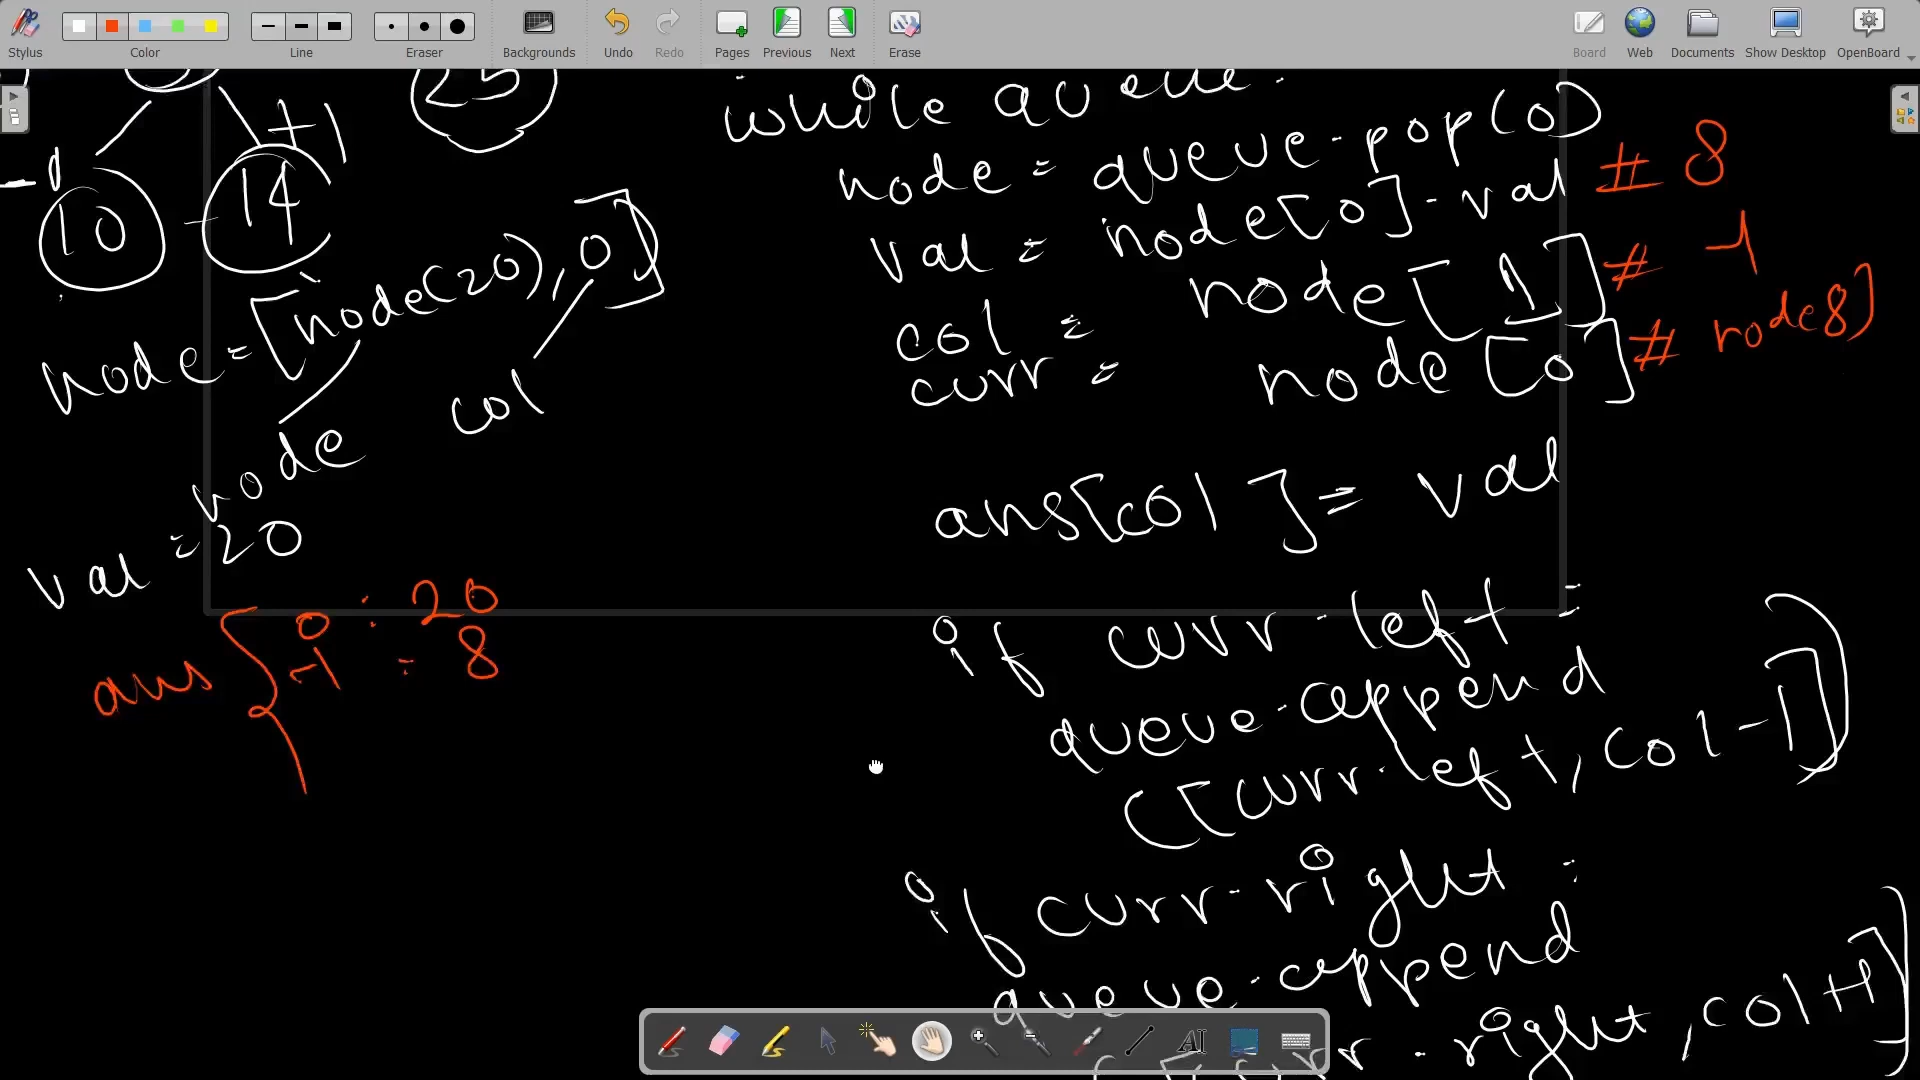 Stylus Color Line Eraser Backgrounds Undo Redo Pages Previous Next Erase Board Web Documents Show Desktop OpenBoard
25
+1
-1
10
14
while queue:
node = queue.pop(0)
val = node[0].val # 8
col = node[1] # -1
curr = node[0] # node8]
ans[col] = val
if curr.left:
queue.append
([curr.left, col-1])
if curr.right:
queue.append
([curr.right, col+1])
node = [node(20), 0]
node col
val = 20
ans { 0 : 20
-1 : 8